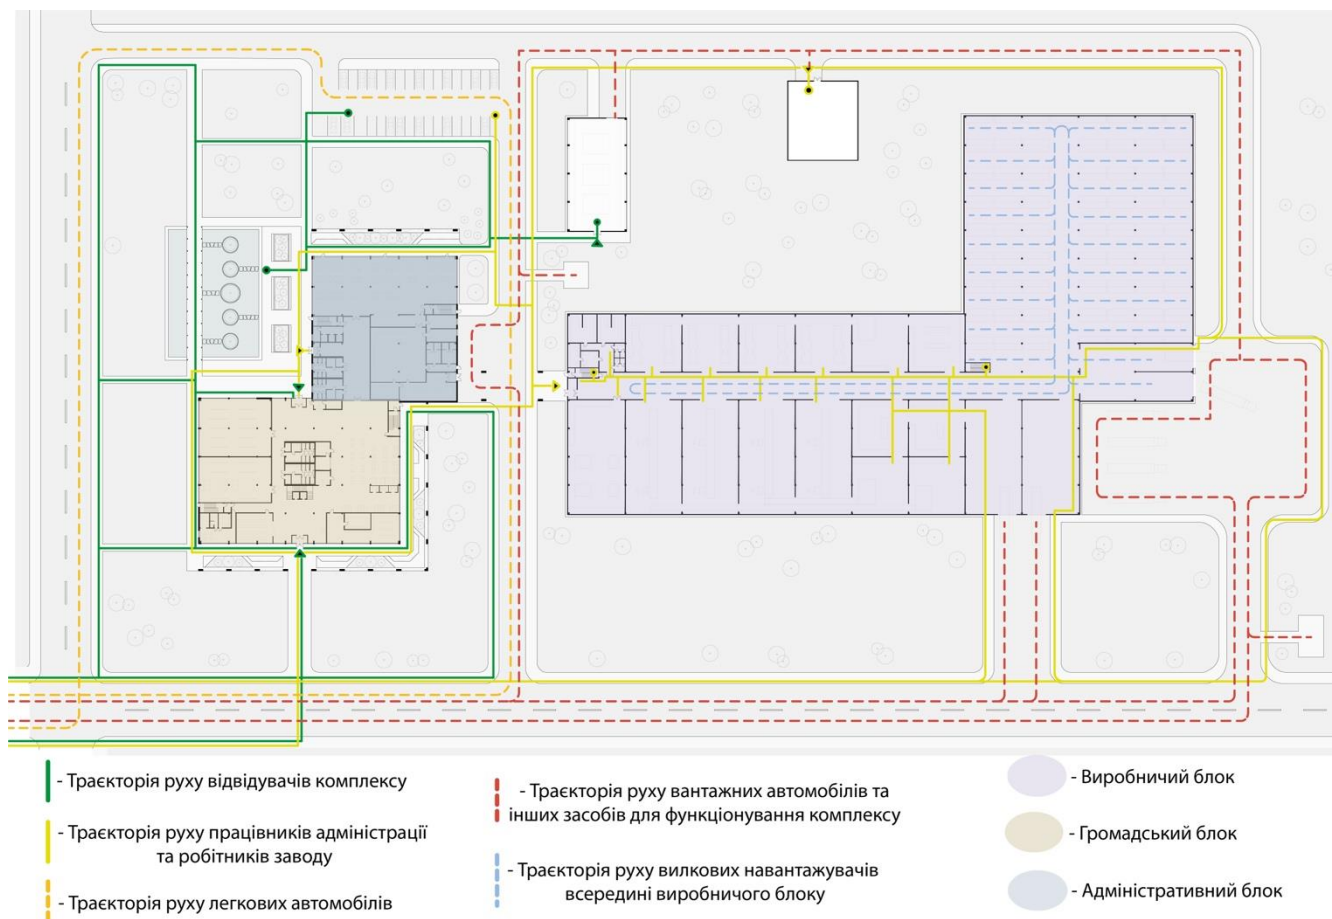 - Траєкторія руху відвідувачів комплексу
- Траєкторія руху працівників адміністрації
та робітників заводу
- Траєкторія руху легкових автомобілів
- Траєкторія руху вантажних автомобілів та
інших засобів для функціонування комплексу
- Траєкторія руху вилкових навантажувачів
всередині виробничого блоку
- Виробничий блок
- Громадський блок
- Адміністративний блок